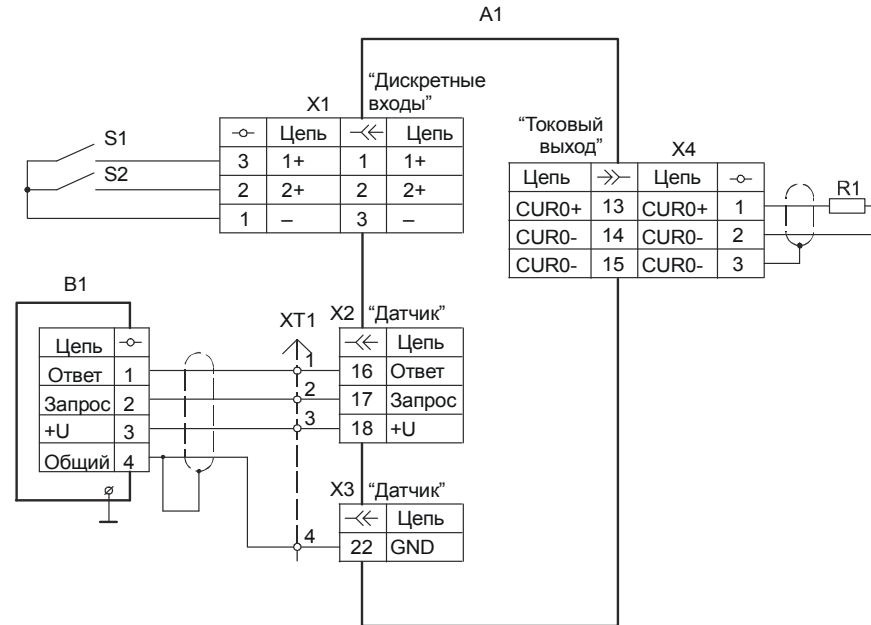 A1
“Дискретные
входы”
X1
Цепь Цепь
3 1+ 1 1+
2 2+ 2 2+
1 – 3 –
S1
S2
“Токовый
выход”
X4
Цепь Цепь
CUR0+ 13 CUR0+ 1
CUR0- 14 CUR0- 2
CUR0- 15 CUR0- 3
R1
B1
Цепь
Ответ 1
Запрос 2
+U 3
Общий 4
XT1
1
2
3
4
X2 “Датчик”
Цепь
16 Ответ
17 Запрос
18 +U
X3 “Датчик”
Цепь
22 GND